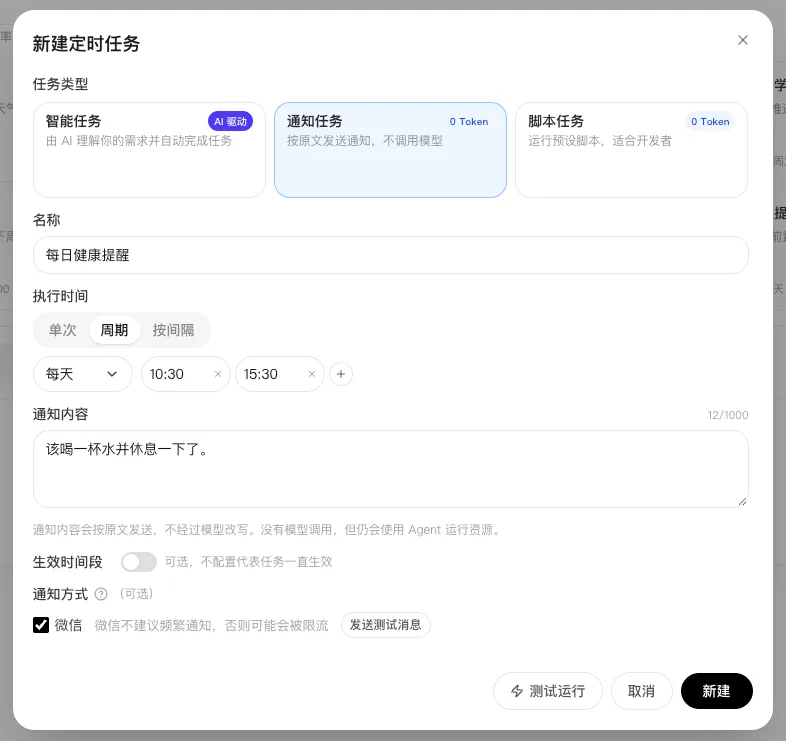 新建定时任务
任务类型
智能任务 AI 驱动
由 AI 理解你的需求并自动完成任务
通知任务 0 Token
按原文发送通知，不调用模型
脚本任务 0 Token
运行预设脚本，适合开发者
名称
每日健康提醒
执行时间
单次 周期 按间隔
每天 10:30 × 15:30 × +
通知内容 12/1000
该喝一杯水并休息一下了。
通知内容会按原文发送，不经过模型改写。没有模型调用，但仍会使用 Agent 运行资源。
生效时间段 可选，不配置代表任务一直生效
通知方式 ? （可选）
微信 微信不建议频繁通知，否则可能会被限流 发送测试消息
测试运行 取消 新建